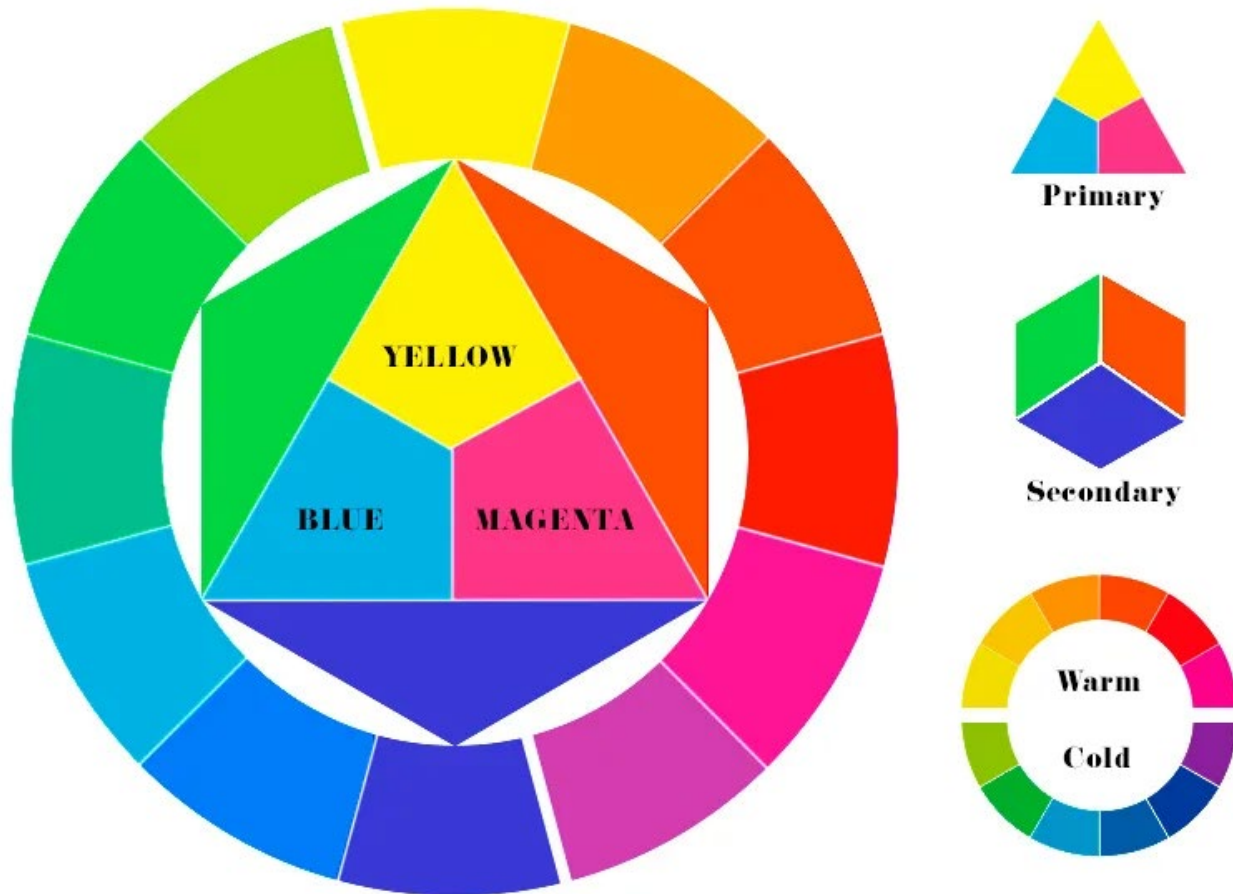 YELLOW
BLUE
MAGENTA
Primary
Secondary
Warm
Cold